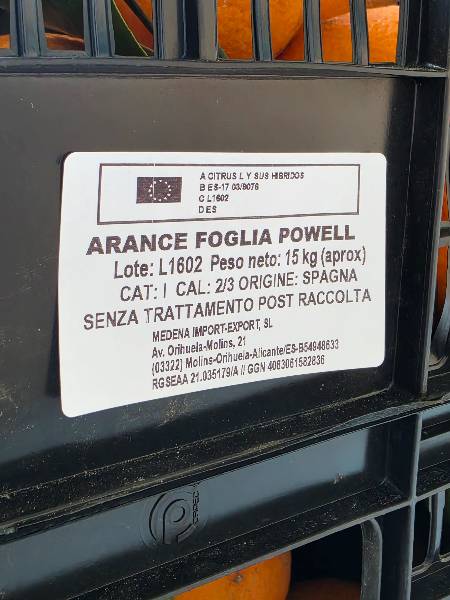 A CITRUS L Y SUS HIBRIDOS
B ES-17 03/9076
C L1602
D ES
ARANCE FOGLIA POWELL
Lote: L1602 Peso neto: 15 kg (aprox)
CAT: I CAL: 2/3 ORIGINE: SPAGNA
SENZA TRATTAMENTO POST RACCOLTA
MEDENA IMPORT-EXPORT, SL
Av. Orihuela-Molins, 21
(03322) Molins-Orihuela-Alicante/ES-B54948633
RGSEAA 21.035179/A // GGN 4063061582836